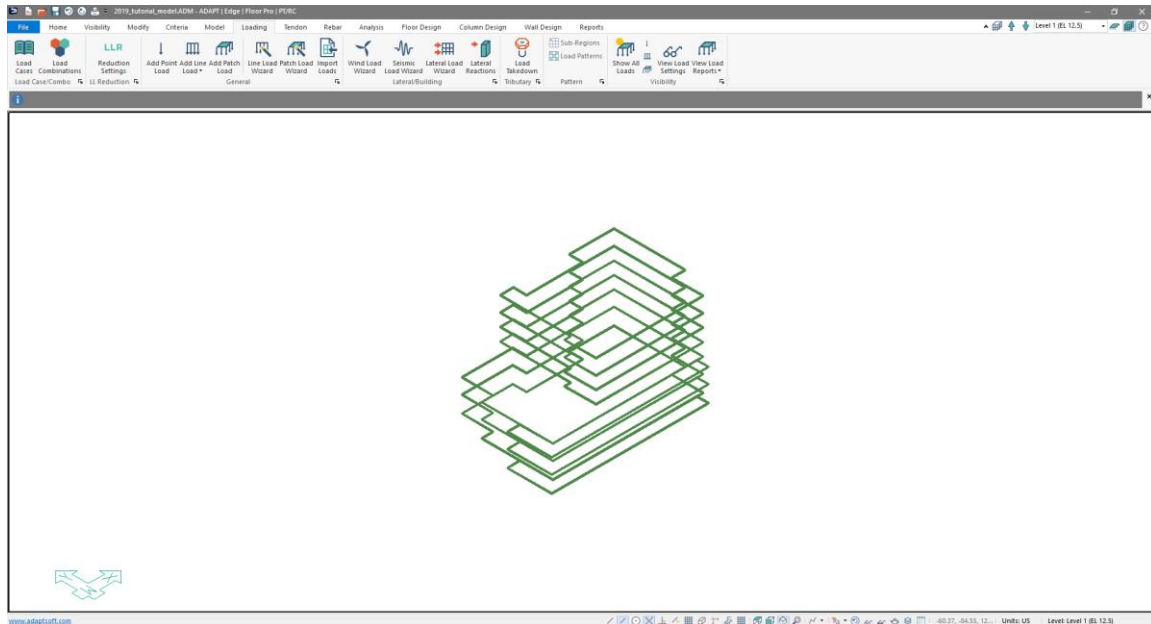 2019_tutorial_model.ADM - ADAPT | Edge | Floor Pro | PT/RC
File Home Visibility Modify Criteria Model Loading Tendon Rebar Analysis Floor Design Column Design Wall Design Reports
Level 1 (EL 12.5)
LLR
Sub-Regions
Load Patterns
Load Load Reduction Add Point Add Line Add Patch Line Load Patch Load Import Wind Load Seismic Lateral Load Lateral Load Show All View Load View Load
Cases Combinations Settings Load Load Load Wizard Wizard Loads Wizard Load Wizard Wizard Reactions Takedown Loads Settings Reports
Load Case/Combo LL Reduction General Lateral/Building Tributary Pattern Visibility
www.adaptsoft.com
-60.37, -84.55, 12... Units: US Level: Level 1 (EL 12.5)